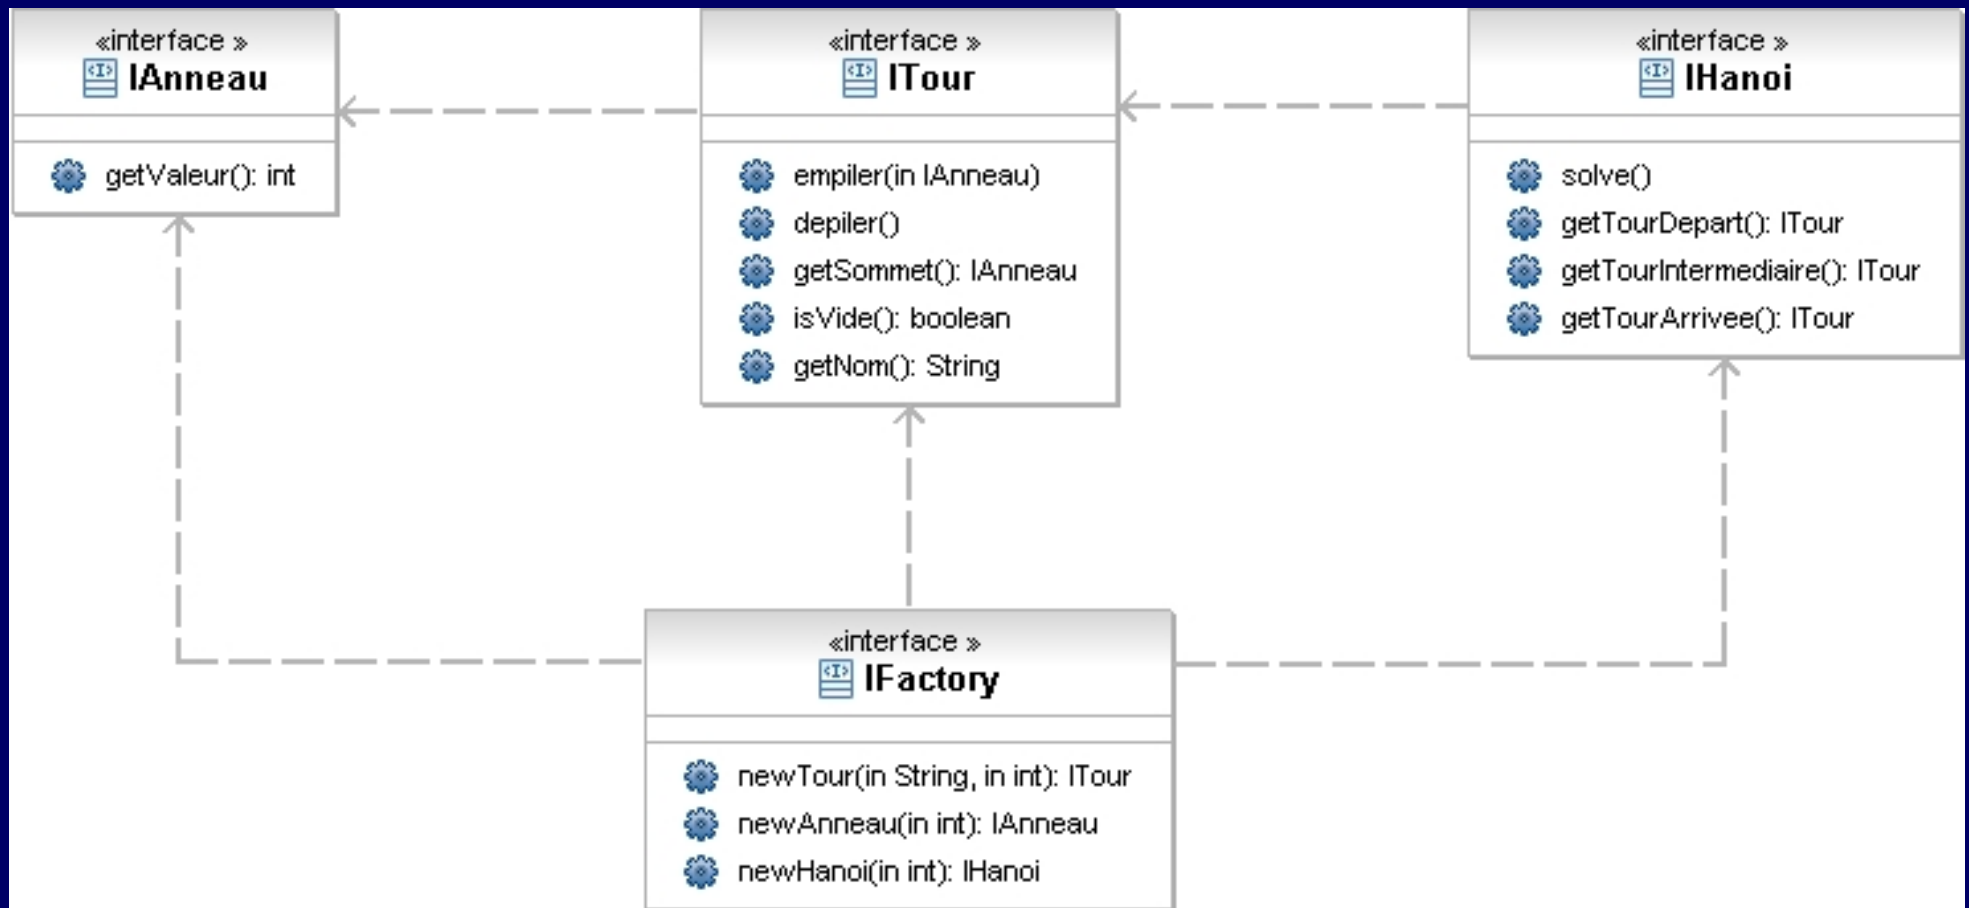 «interface »
IAnneau
getValeur(): int
«interface »
ITour
empiler(in IAnneau)
depiler()
getSommet(): IAnneau
isVide(): boolean
getNom(): String
«interface »
IHanoi
solve()
getTourDepart(): ITour
getTourIntermediaire(): ITour
getTourArrivee(): ITour
«interface »
IFactory
newTour(in String, in int): ITour
newAnneau(in int): IAnneau
newHanoi(in int): IHanoi